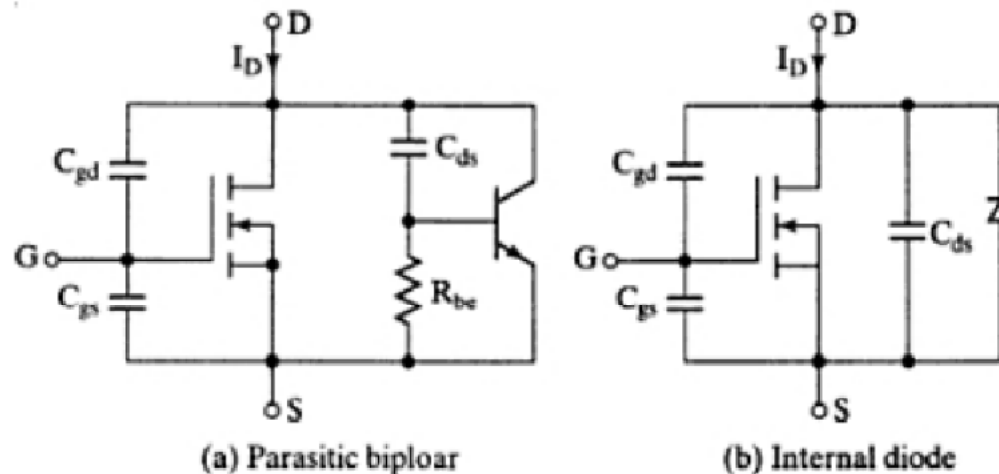 D
I_D
C_gd
C_ds
G
C_gs
R_be
S
(a) Parasitic biploar
D
I_D
C_gd
C_ds
G
C_gs
S
(b) Internal diode